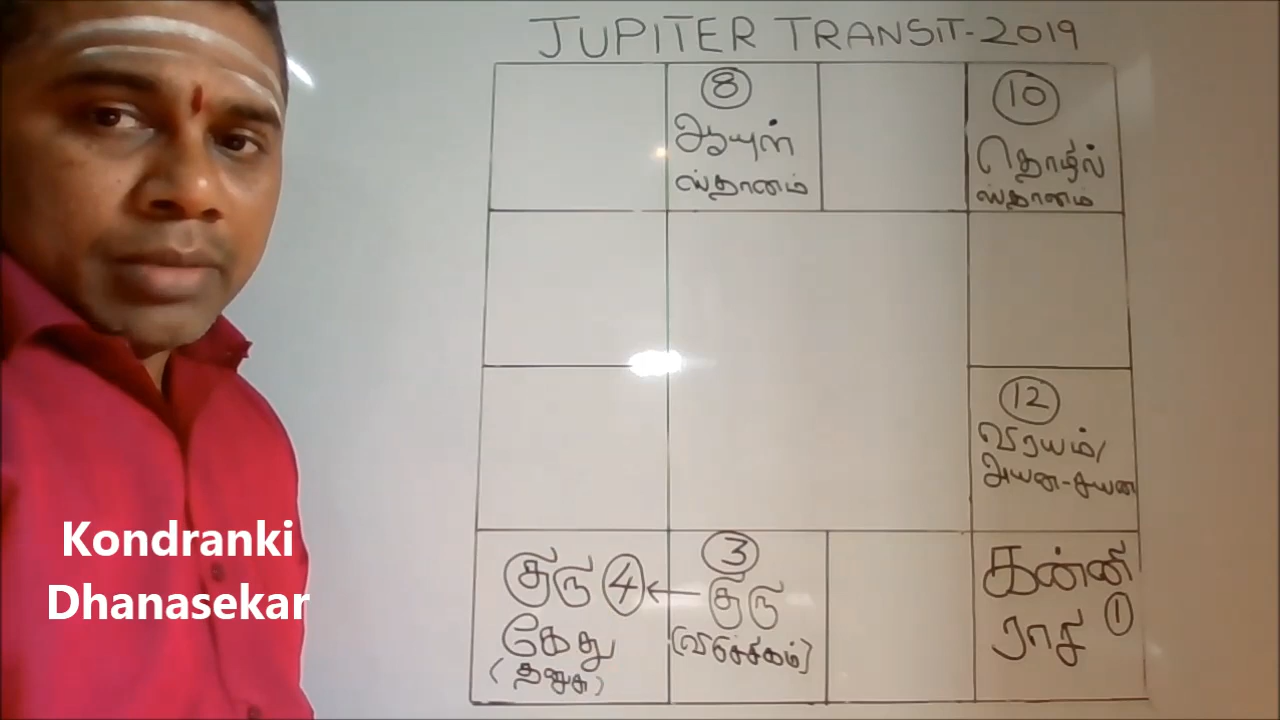 JUPITER TRANSIT-2019
8
ஆயுள்
ஸ்தானம்
10
தொழில்
ஸ்தானம்
12
விரயம்/
அயன-சயன
குரு 4 ←
கேது
(தனுசு)
3
குரு
(விருச்சிகம்)
கன்னி
ராசி 1
Kondranki
Dhanasekar